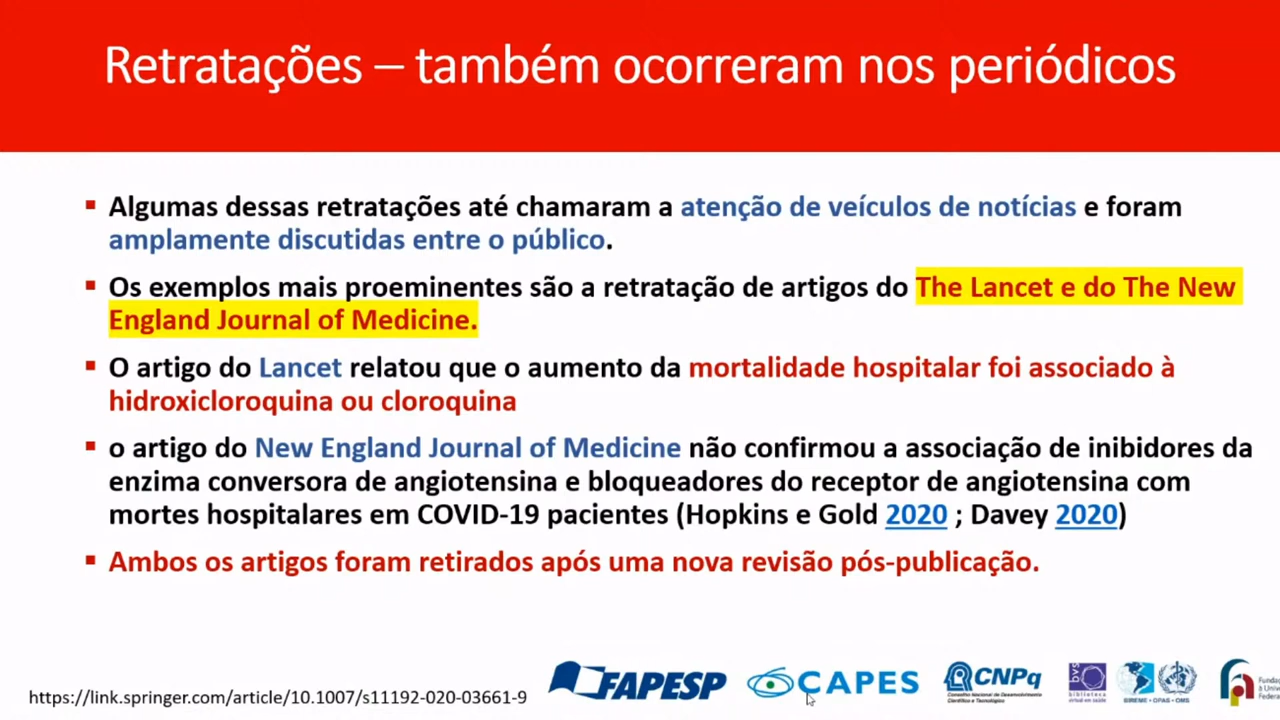 Retratações – também ocorreram nos periódicos
▪ Algumas dessas retratações até chamaram a atenção de veículos de notícias e foram
amplamente discutidas entre o público.
▪ Os exemplos mais proeminentes são a retratação de artigos do The Lancet e do The New
England Journal of Medicine.
▪ O artigo do Lancet relatou que o aumento da mortalidade hospitalar foi associado à
hidroxicloroquina ou cloroquina
▪ o artigo do New England Journal of Medicine não confirmou a associação de inibidores da
enzima conversora de angiotensina e bloqueadores do receptor de angiotensina com
mortes hospitalares em COVID-19 pacientes (Hopkins e Gold 2020 ; Davey 2020)
▪ Ambos os artigos foram retirados após uma nova revisão pós-publicação.
https://link.springer.com/article/10.1007/s11192-020-03661-9
FAPESP
CAPES
CNPq
Conselho Nacional de Desenvolvimento
Científico e Tecnológico
bvs
biblioteca
virtual em saúde
BIREME • OPAS • OMS
Fundaç
à Unive
Federa